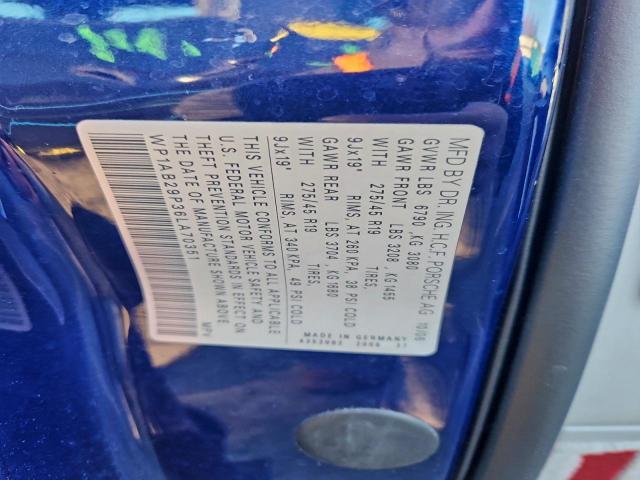 MFD BY DR. ING. H.C.F. PORSCHE AG 10/05
GVWR LBS 6790 ,KG 3080
GAWR FRONT LBS 3208 , KG 1455
WITH 275/45 R19 TIRES,
9Jx19" RIMS, AT 260 KPA, 38 PSI COLD
GAWR REAR LBS 3704 , KG 1680
WITH 275/45 R19 TIRES,
9Jx19" RIMS, AT 340 KPA, 49 PSI COLD
THIS VEHICLE CONFORMS TO ALL APPLICABLE
U.S. FEDERAL MOTOR VEHICLE SAFETY AND
THEFT PREVENTION STANDARDS IN EFFECT ON
THE DATE OF MANUFACTURE SHOWN ABOVE
WP1AB29P36LA70351 MPV
MADE IN GERMANY